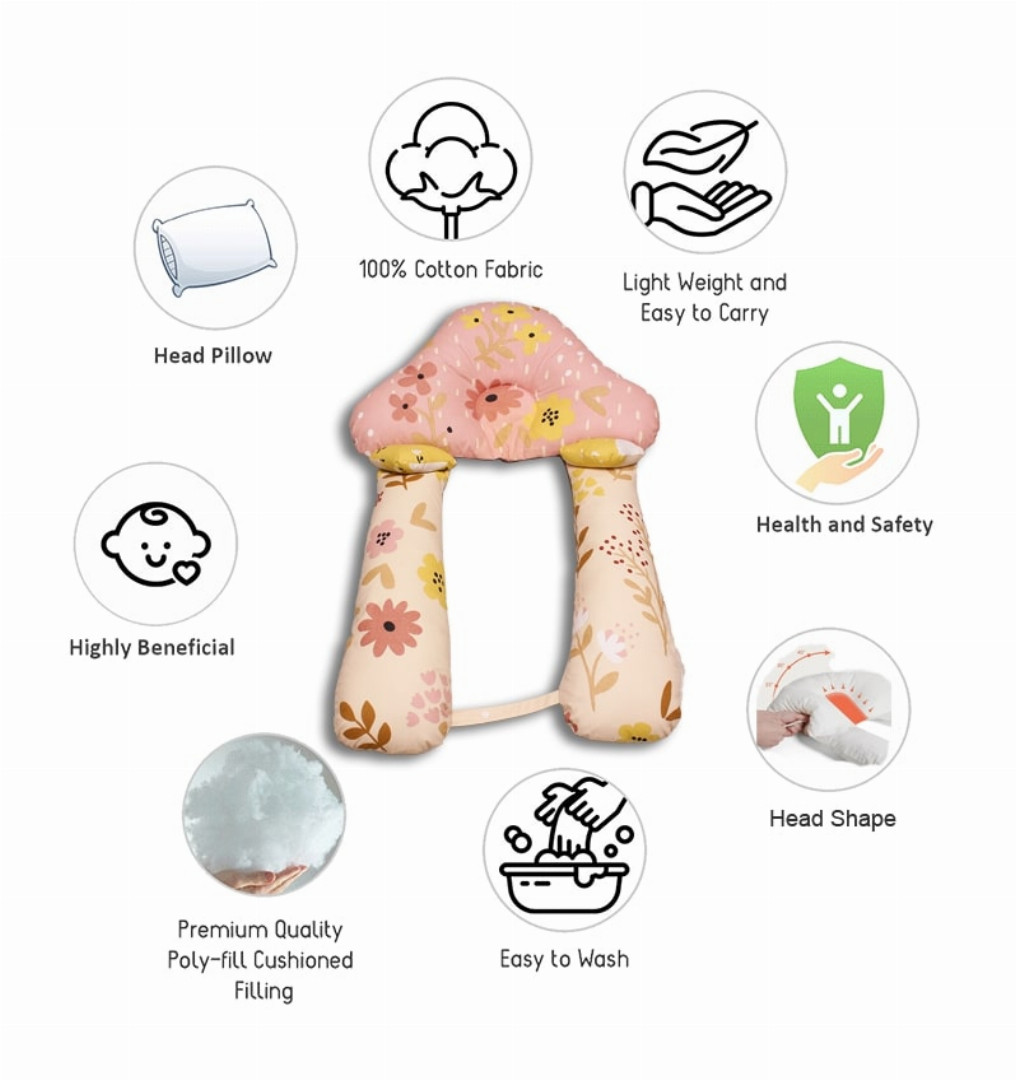 100% Cotton Fabric
Light Weight and
Easy to Carry
Head Pillow
Health and Safety
Highly Beneficial
Head Shape
Premium Quality
Poly-fill Cushioned
Filling
Easy to Wash